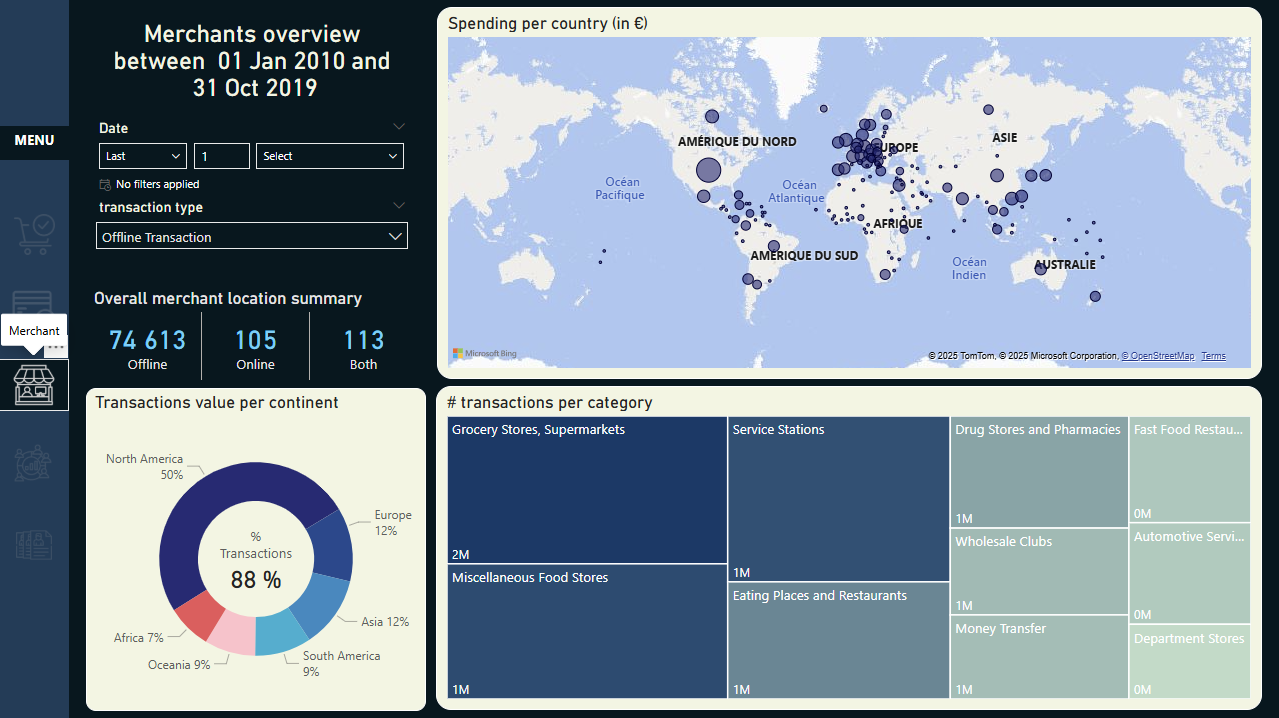 Merchants overview
between 01 Jan 2010 and
31 Oct 2019
MENU
Date
Last
1
Select
No filters applied
transaction type
Offline Transaction
Merchant
...
Overall merchant location summary
74 613
105
113
Offline
Online
Both
Spending per country (in €)
AMÉRIQUE DU NORD
EUROPE
ASIE
Océan
Pacifique
Océan
Atlantique
AFRIQUE
AMÉRIQUE DU SUD
Océan
Indien
AUSTRALIE
Microsoft Bing
© 2025 TomTom, © 2025 Microsoft Corporation, © OpenStreetMap Terms
Transactions value per continent
North America
50%
Europe
12%
%
Transactions
88 %
Asia 12%
Africa 7%
Oceania 9%
South America
9%
# transactions per category
Grocery Stores, Supermarkets
2M
Miscellaneous Food Stores
1M
Service Stations
1M
Eating Places and Restaurants
1M
Drug Stores and Pharmacies
1M
Wholesale Clubs
1M
Money Transfer
1M
Fast Food Restau...
0M
Automotive Servi...
0M
Department Stores
0M